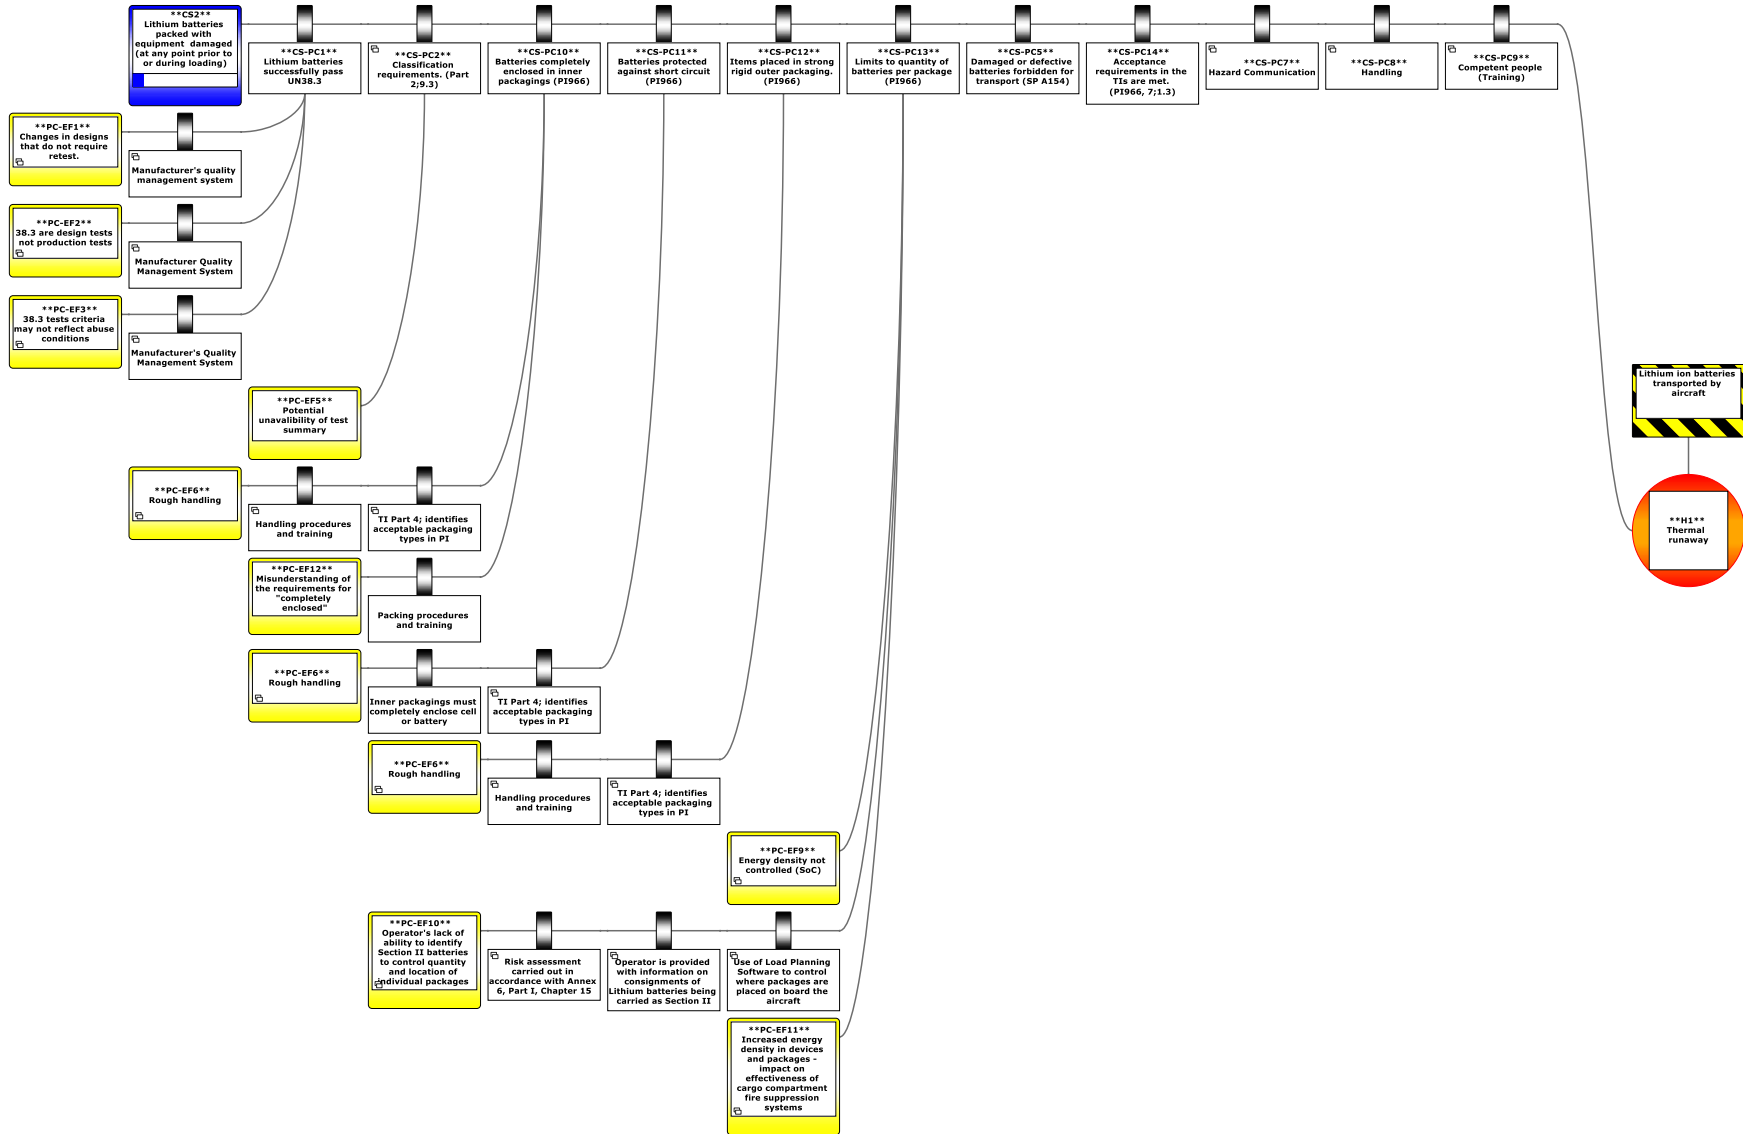 **CS2**
Lithium batteries
packed with
equipment damaged
(at any point prior to
or during loading)
**CS-PC1**
Lithium batteries
successfully pass
UN38.3
**CS-PC2**
Classification
requirements. (Part
2;9.3)
**CS-PC10**
Batteries completely
enclosed in inner
packagings (PI966)
**CS-PC11**
Batteries protected
against short circuit
(PI966)
**CS-PC12**
Items placed in strong
rigid outer packaging.
(PI966)
**CS-PC13**
Limits to quantity of
batteries per package
(PI966)
**CS-PC5**
Damaged or defective
batteries forbidden for
transport (SP A154)
**CS-PC14**
Acceptance
requirements in the
TIs are met.
(PI966, 7;1.3)
**CS-PC7**
Hazard Communication
**CS-PC8**
Handling
**CS-PC9**
Competent people
(Training)
**PC-EF1**
Changes in designs
that do not require
retest.
Manufacturer's quality
management system
**PC-EF2**
38.3 are design tests
not production tests
Manufacturer Quality
Management System
**PC-EF3**
38.3 tests criteria
may not reflect abuse
conditions
Manufacturer's Quality
Management System
Lithium ion batteries
transported by
aircraft
**PC-EF5**
Potential
unavalibility of test
summary
**PC-EF6**
Rough handling
Handling procedures
and training
TI Part 4; identifies
acceptable packaging
types in PI
**H1**
Thermal
runaway
**PC-EF12**
Misunderstanding of
the requirements for
"completely
enclosed"
Packing procedures
and training
**PC-EF6**
Rough handling
Inner packagings must
completely enclose cell
or battery
TI Part 4; identifies
acceptable packaging
types in PI
**PC-EF6**
Rough handling
Handling procedures
and training
TI Part 4; identifies
acceptable packaging
types in PI
**PC-EF9**
Energy density not
controlled (SoC)
**PC-EF10**
Operator's lack of
ability to identify
Section II batteries
to control quantity
and location of
individual packages
Risk assessment
carried out in
accordance with Annex
6, Part I, Chapter 15
Operator is provided
with information on
consignments of
Lithium batteries being
carried as Section II
Use of Load Planning
Software to control
where packages are
placed on board the
aircraft
**PC-EF11**
Increased energy
density in devices
and packages -
impact on
effectiveness of
cargo compartment
fire suppression
systems